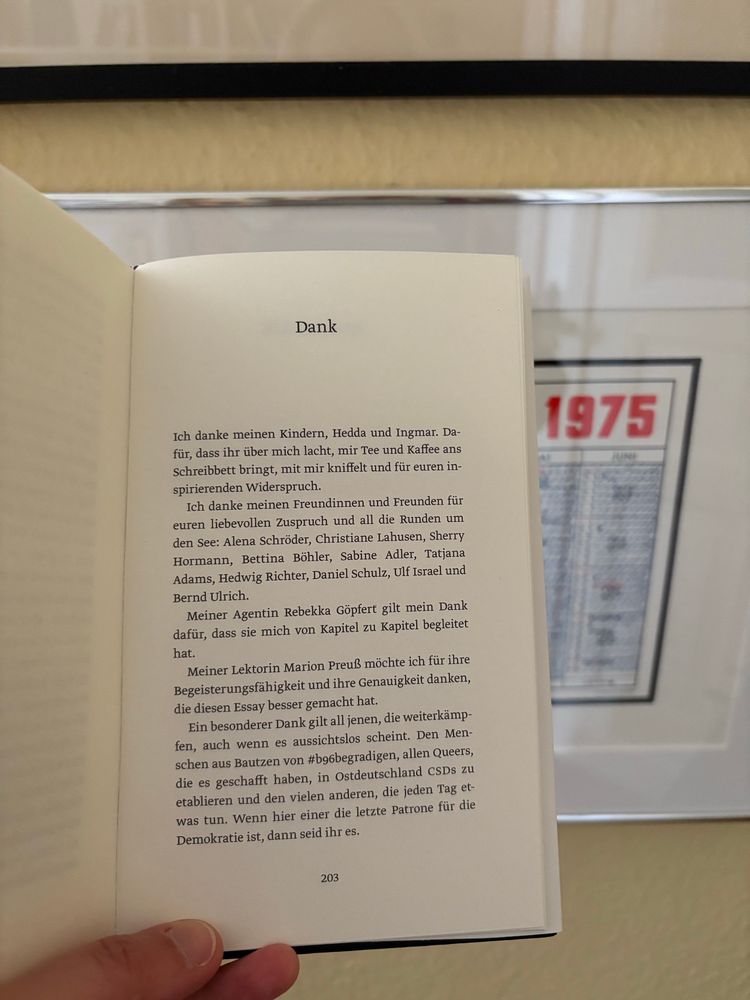 Dank
Ich danke meinen Kindern, Hedda und Ingmar. Da-
für, dass ihr über mich lacht, mir Tee und Kaffee ans
Schreibbett bringt, mit mir kniffelt und für euren in-
spirierenden Widerspruch.
Ich danke meinen Freundinnen und Freunden für
euren liebevollen Zuspruch und all die Runden um
den See: Alena Schröder, Christiane Lahusen, Sherry
Hormann, Bettina Böhler, Sabine Adler, Tatjana
Adams, Hedwig Richter, Daniel Schulz, Ulf Israel und
Bernd Ulrich.
Meiner Agentin Rebekka Göpfert gilt mein Dank
dafür, dass sie mich von Kapitel zu Kapitel begleitet
hat.
Meiner Lektorin Marion Preuß möchte ich für ihre
Begeisterungsfähigkeit und ihre Genauigkeit danken,
die diesen Essay besser gemacht hat.
Ein besonderer Dank gilt all jenen, die weiterkämp-
fen, auch wenn es aussichtslos scheint. Den Men-
schen aus Bautzen von #b96begradigen, allen Queers,
die es geschafft haben, in Ostdeutschland CSDs zu
etablieren und den vielen anderen, die jeden Tag et-
was tun. Wenn hier einer die letzte Patrone für die
Demokratie ist, dann seid ihr es.
203
1975
JUNE